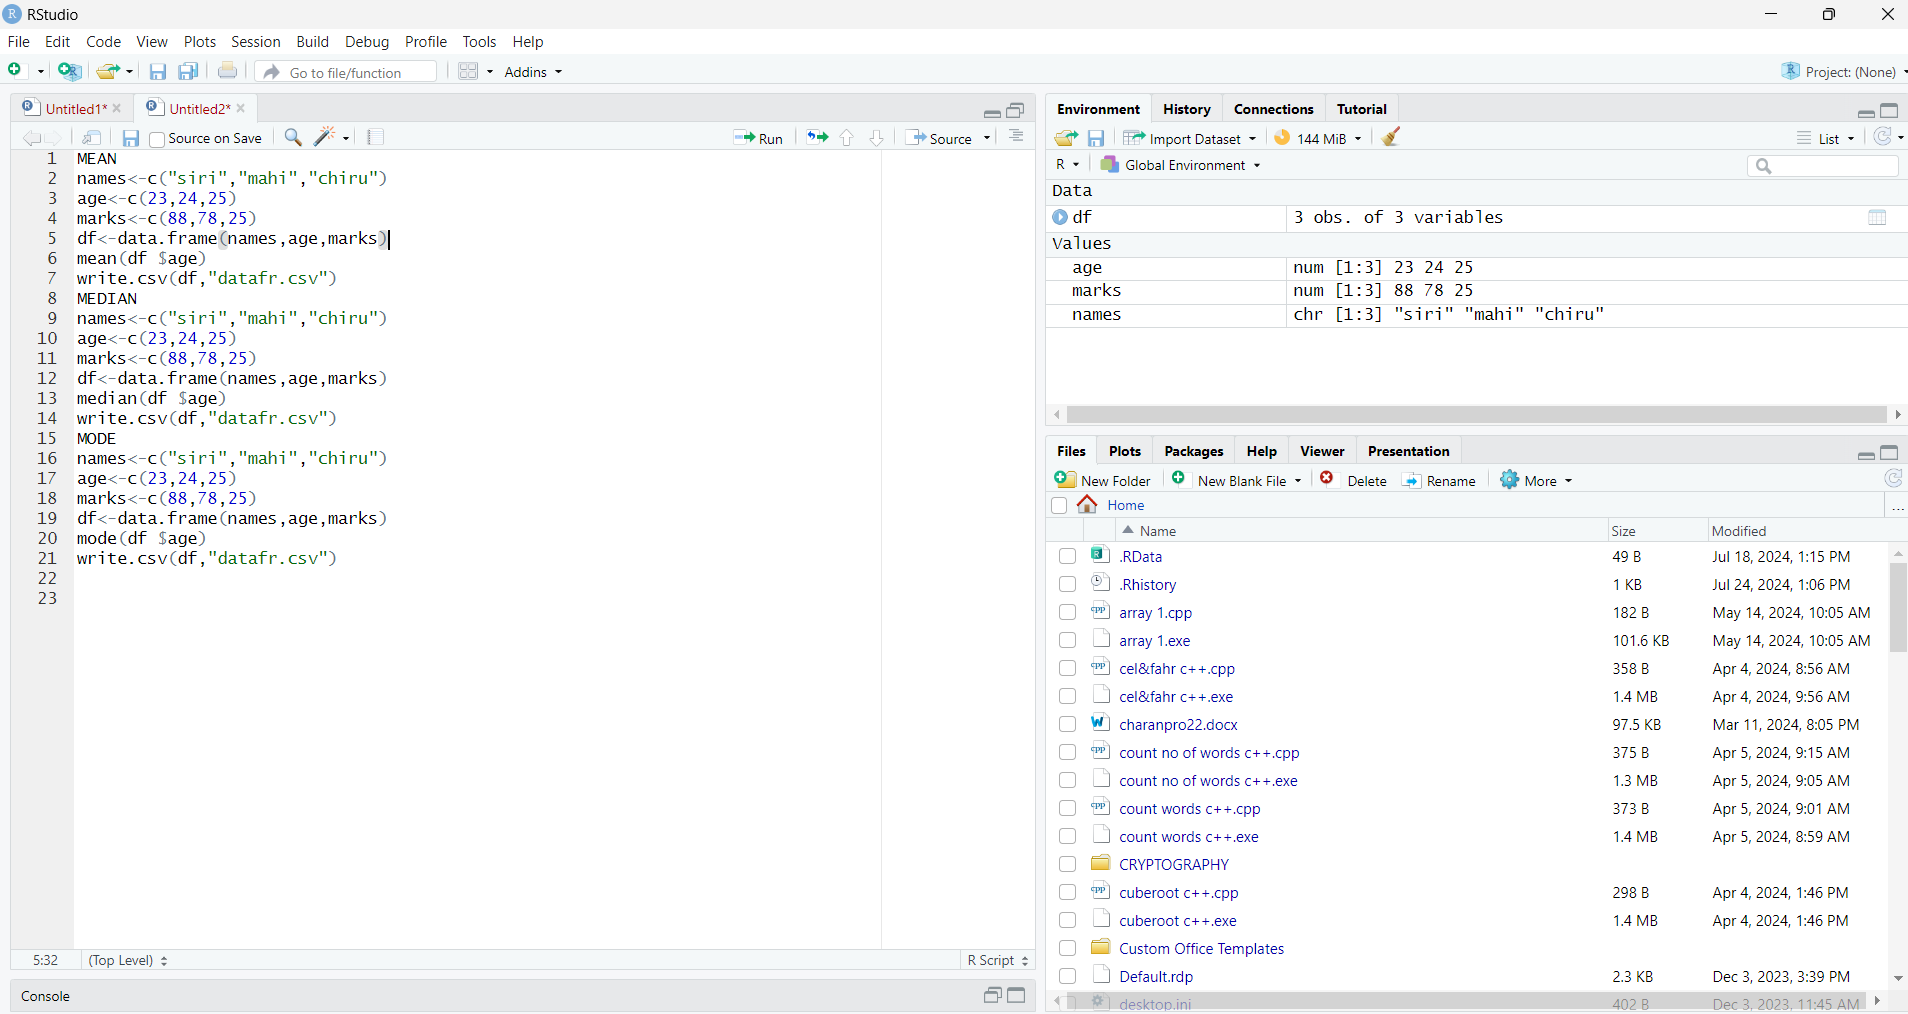 RStudio
File Edit Code View Plots Session Build Debug Profile Tools Help
Go to file/function Addins Project: (None)
Untitled1* Untitled2*
Source on Save Run Source
1 MEAN
2 names<-c("siri","mahi","chiru")
3 age<-c(23,24,25)
4 marks<-c(88,78,25)
5 df<-data.frame(names,age,marks)
6 mean(df $age)
7 write.csv(df,"datafr.csv")
8 MEDIAN
9 names<-c("siri","mahi","chiru")
10 age<-c(23,24,25)
11 marks<-c(88,78,25)
12 df<-data.frame(names,age,marks)
13 median(df $age)
14 write.csv(df,"datafr.csv")
15 MODE
16 names<-c("siri","mahi","chiru")
17 age<-c(23,24,25)
18 marks<-c(88,78,25)
19 df<-data.frame(names,age,marks)
20 mode(df $age)
21 write.csv(df,"datafr.csv")
22
23
5:32 (Top Level) R Script
Console
Environment History Connections Tutorial
Import Dataset 144 MiB List
R Global Environment
Data
df 3 obs. of 3 variables
Values
age num [1:3] 23 24 25
marks num [1:3] 88 78 25
names chr [1:3] "siri" "mahi" "chiru"
Files Plots Packages Help Viewer Presentation
New Folder New Blank File Delete Rename More
Home ...
Name Size Modified
.RData 49 B Jul 18, 2024, 1:15 PM
.Rhistory 1 KB Jul 24, 2024, 1:06 PM
array 1.cpp 182 B May 14, 2024, 10:05 AM
array 1.exe 101.6 KB May 14, 2024, 10:05 AM
cel&fahr c++.cpp 358 B Apr 4, 2024, 8:56 AM
cel&fahr c++.exe 1.4 MB Apr 4, 2024, 9:56 AM
charanpro22.docx 97.5 KB Mar 11, 2024, 8:05 PM
count no of words c++.cpp 375 B Apr 5, 2024, 9:15 AM
count no of words c++.exe 1.3 MB Apr 5, 2024, 9:05 AM
count words c++.cpp 373 B Apr 5, 2024, 9:01 AM
count words c++.exe 1.4 MB Apr 5, 2024, 8:59 AM
CRYPTOGRAPHY
cuberoot c++.cpp 298 B Apr 4, 2024, 1:46 PM
cuberoot c++.exe 1.4 MB Apr 4, 2024, 1:46 PM
Custom Office Templates
Default.rdp 2.3 KB Dec 3, 2023, 3:39 PM
desktop.ini 402 B Dec 3, 2023, 11:45 AM